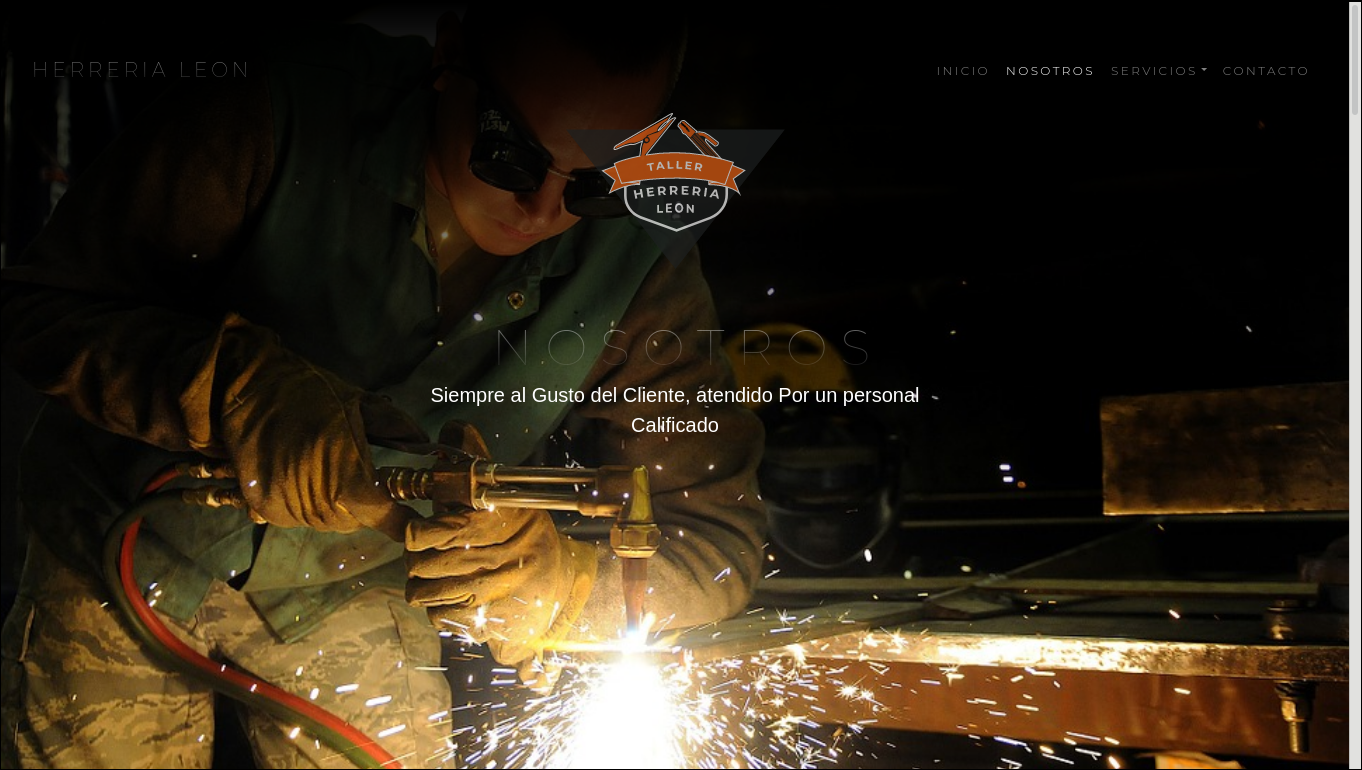 HERRERIA LEON
INICIO NOSOTROS SERVICIOS CONTACTO
TALLER
HERRERIA
LEÓN
NOSOTROS
Siempre al Gusto del Cliente, atendido Por un personal
Calificado